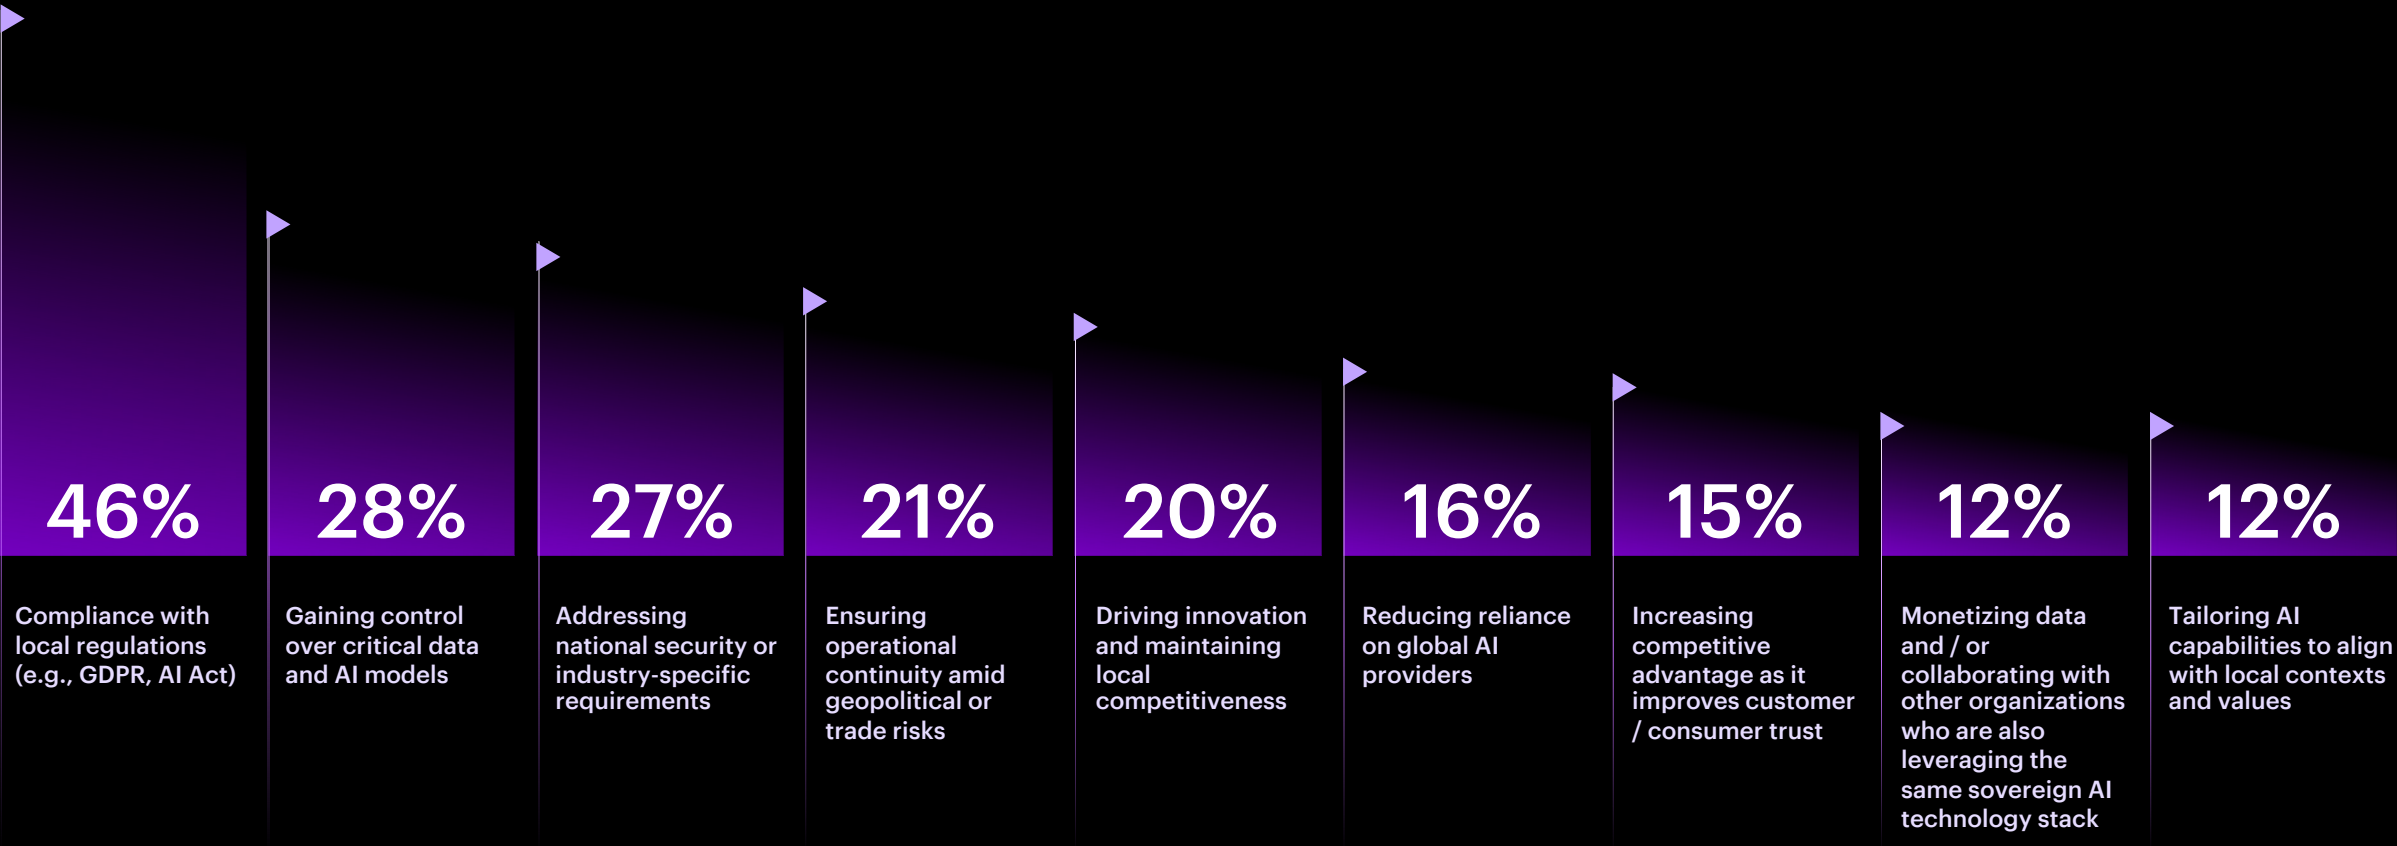 46%
28%
27%
21%
20%
16%
15%
12%
12%
Compliance with
local regulations
(e.g., GDPR, AI Act)
Gaining control
over critical data
and AI models
Addressing
national security or
industry-specific
requirements
Ensuring
operational
continuity amid
geopolitical or
trade risks
Driving innovation
and maintaining
local
competitiveness
Reducing reliance
on global AI
providers
Increasing
competitive
advantage as it
improves customer
/ consumer trust
Monetizing data
and / or
collaborating with
other organizations
who are also
leveraging the
same sovereign AI
technology stack
Tailoring AI
capabilities to align
with local contexts
and values